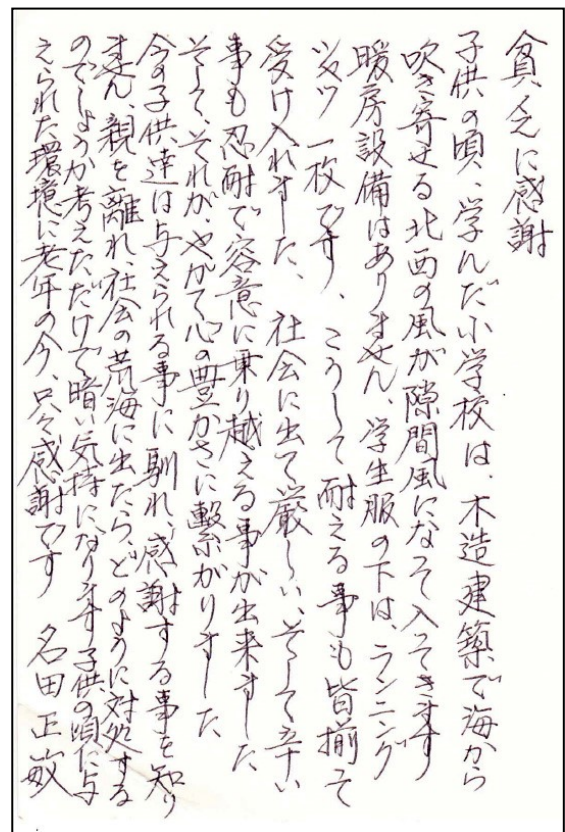 貧乏に感謝
子供の頃、学んだ小学校は、木造建築で海から
吹き寄せる北西の風が隙間風になって入ってきます
暖房設備はありません、学生服の下は、ランニング
シャツ一枚です、こうして耐える事も皆揃って
受け入れました、社会に出て厳しい、そして辛い
事も忍耐で容意に乗り越える事が出来ました
そして、それが、やがて心の豊かさに繋がりました
今の子供達は与えられる事に馴れ、感謝する事を知り
ません、親を離れ、社会の荒海に出たら、どのように対処する
のでしょうか考えただけで暗い気持になります子供の頃に与
えられた環境に老年の今、只々感謝です 名田正敏